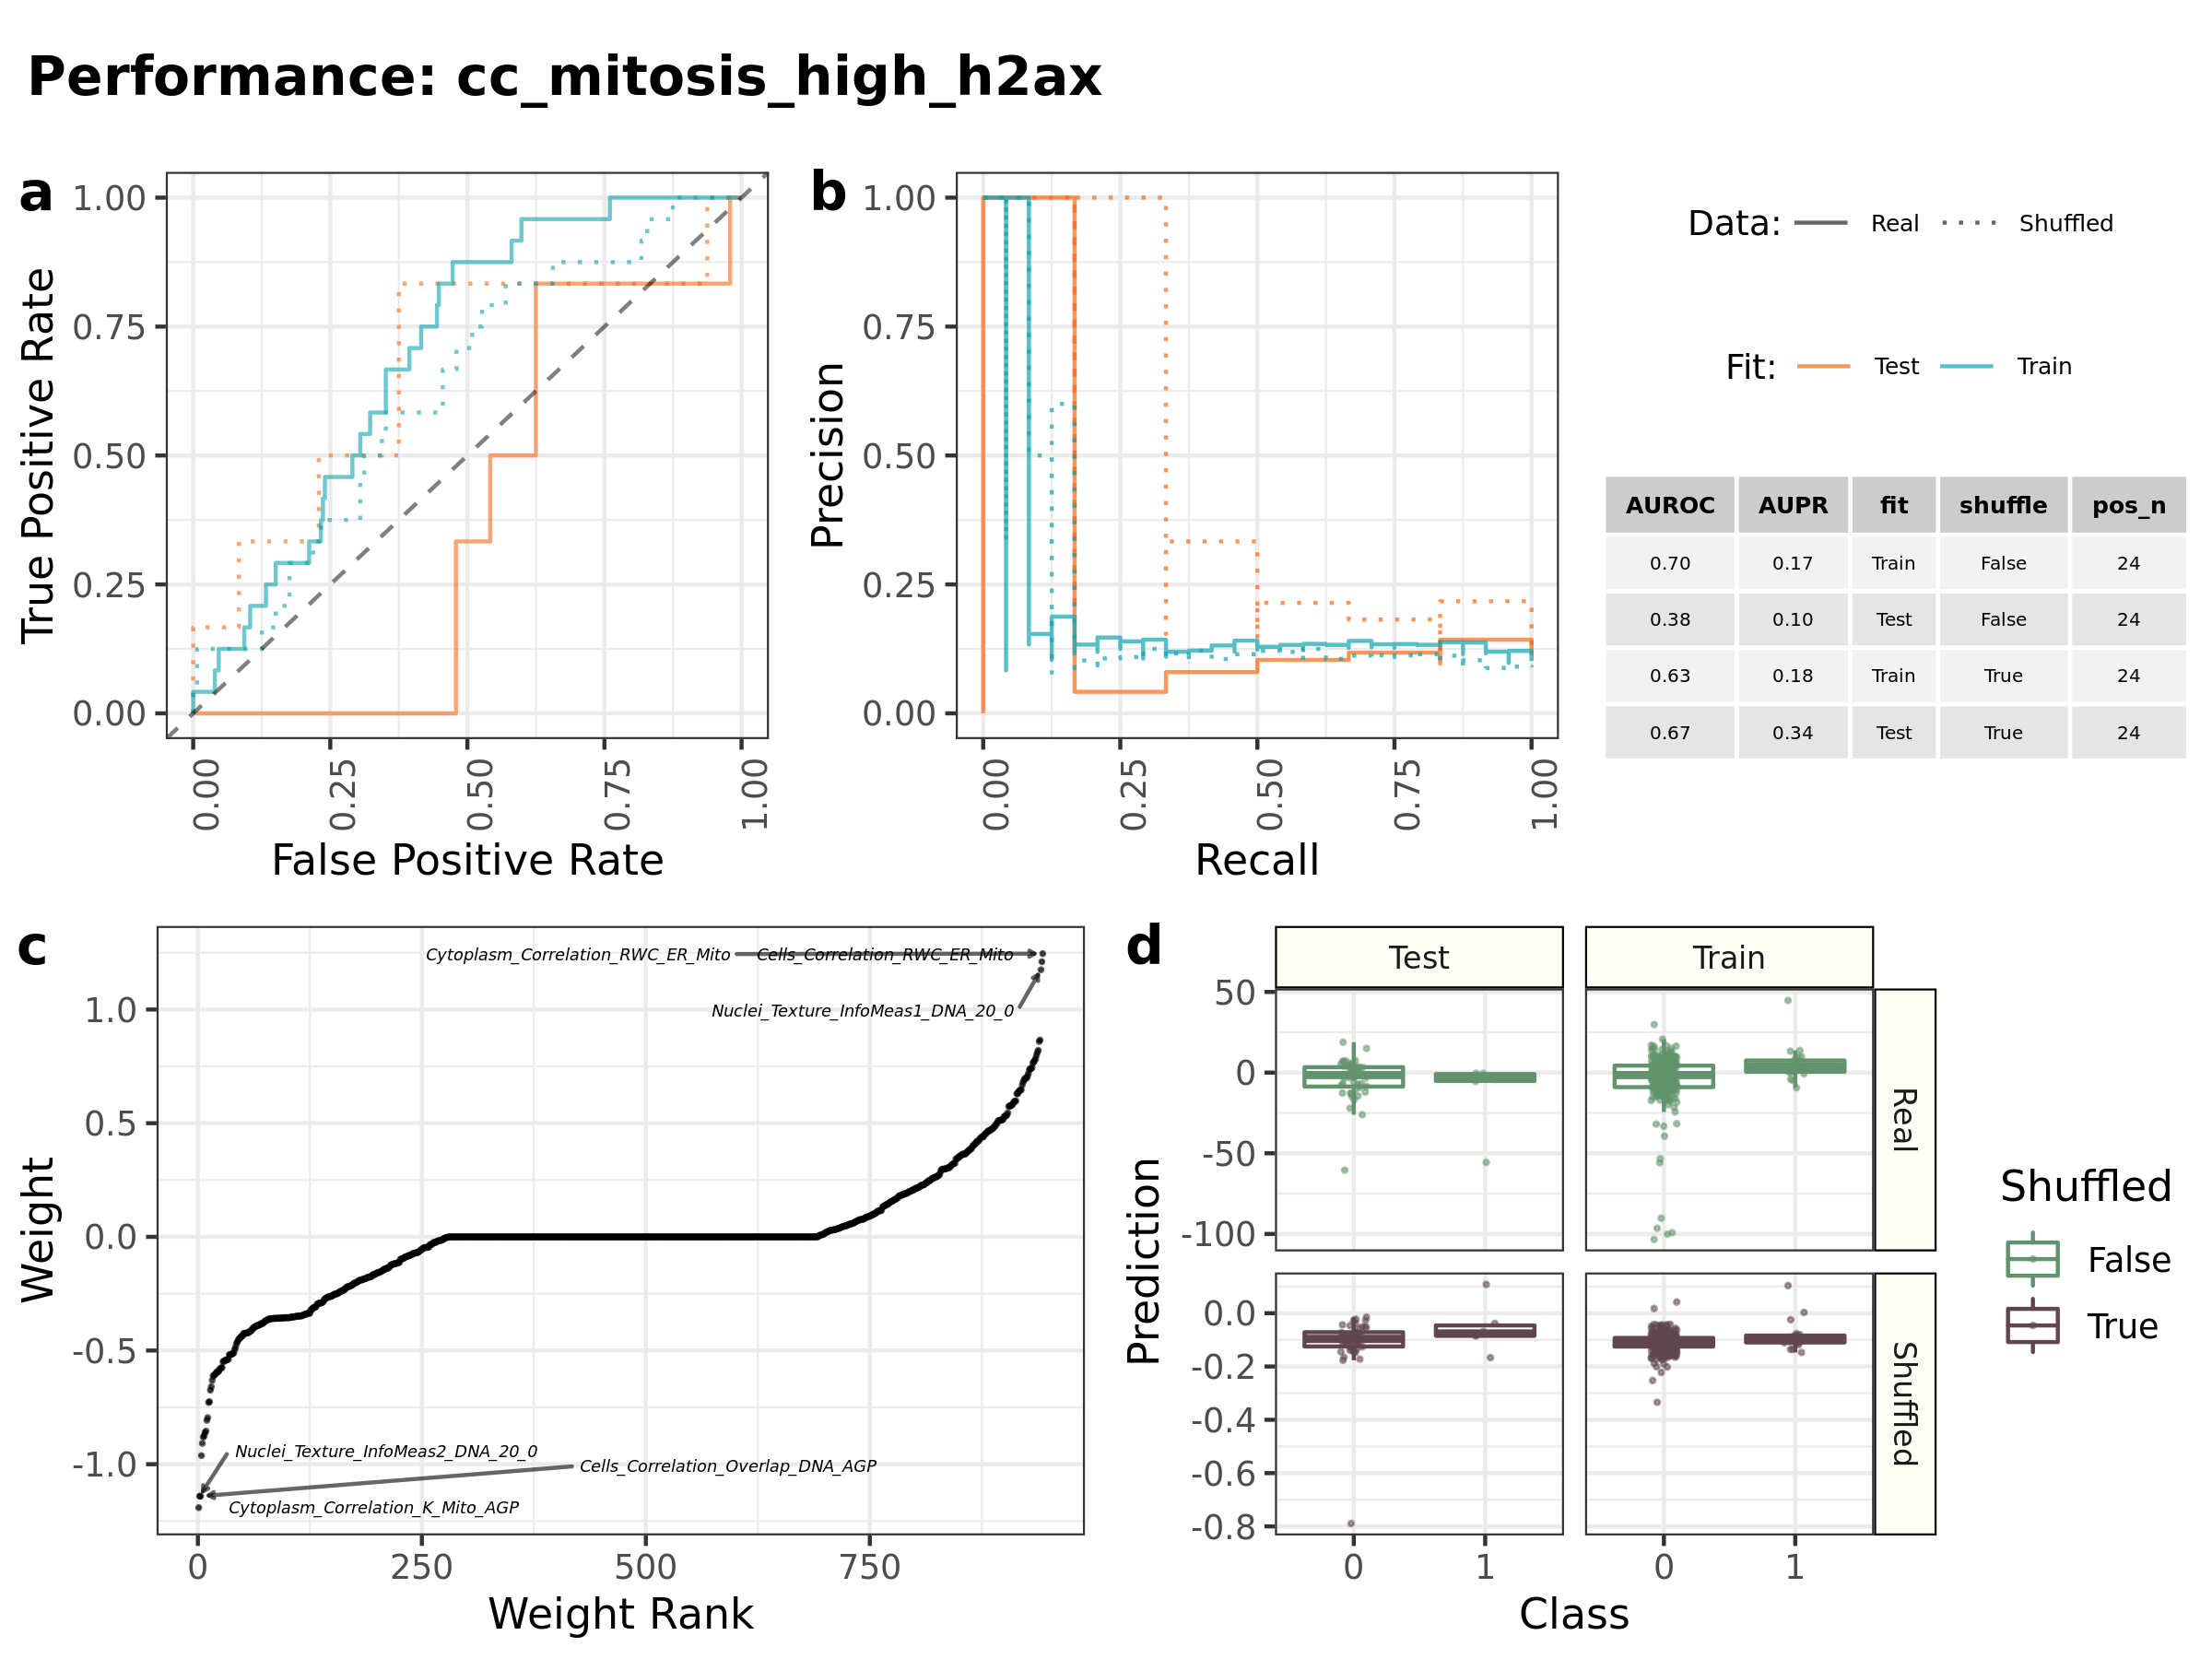 Performance: cc_mitosis_high_h2ax
a
1.00
0.75
0.50
0.25
0.00
True Positive Rate
0.00
0.25
0.50
0.75
1.00
False Positive Rate
b
1.00
0.75
0.50
0.25
0.00
Precision
0.00
0.25
0.50
0.75
1.00
Recall
Data: Real Shuffled
Fit: Test Train
AUROC AUPR fit shuffle pos_n
0.70 0.17 Train False 24
0.38 0.10 Test False 24
0.63 0.18 Train True 24
0.67 0.34 Test True 24
c
Cytoplasm_Correlation_RWC_ER_Mito
Cells_Correlation_RWC_ER_Mito
Nuclei_Texture_InfoMeas1_DNA_20_0
Nuclei_Texture_InfoMeas2_DNA_20_0
Cells_Correlation_Overlap_DNA_AGP
Cytoplasm_Correlation_K_Mito_AGP
1.0
0.5
0.0
-0.5
-1.0
Weight
0 250 500 750
Weight Rank
d
Test Train
50
0
-50
-100
Real
0.0
-0.2
-0.4
-0.6
-0.8
Shuffled
Prediction
0 1 0 1
Class
Shuffled
False
True